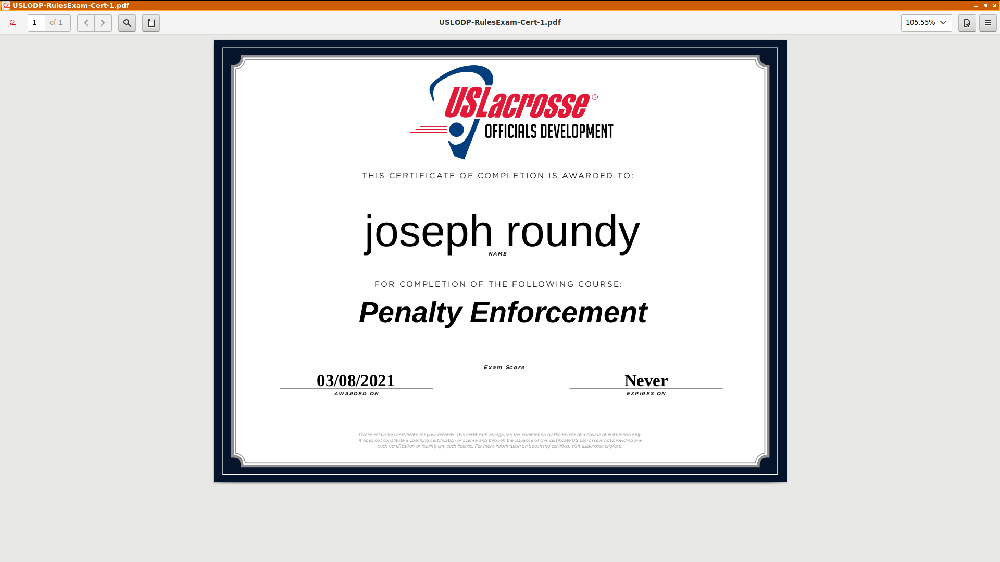 USLODP-RulesExam-Cert-1.pdf
1 of 1
USLODP-RulesExam-Cert-1.pdf
105.55%
USLacrosse®
OFFICIALS DEVELOPMENT
THIS CERTIFICATE OF COMPLETION IS AWARDED TO:
joseph roundy
NAME
FOR COMPLETION OF THE FOLLOWING COURSE:
Penalty Enforcement
Exam Score
03/08/2021
AWARDED ON
Never
EXPIRES ON
Please retain this certificate for your records. This certificate recognizes the completion by the holder of a course of instruction only.
It does not constitute a coaching certification or license and through the issuance of this certificate US Lacrosse is not providing any
such certification or issuing any such license. For more information on becoming certified, visit uslacrosse.org/cep.